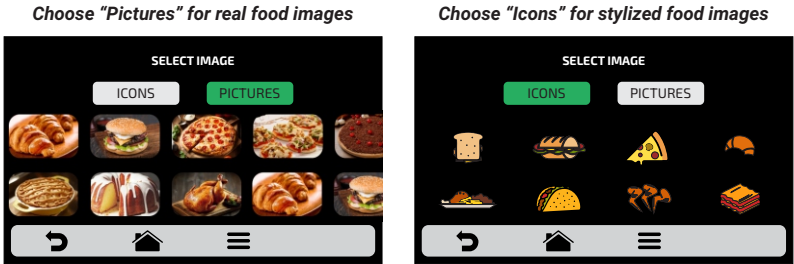 Choose “Pictures” for real food images
SELECT IMAGE
ICONS PICTURES
Choose “Icons” for stylized food images
SELECT IMAGE
ICONS PICTURES